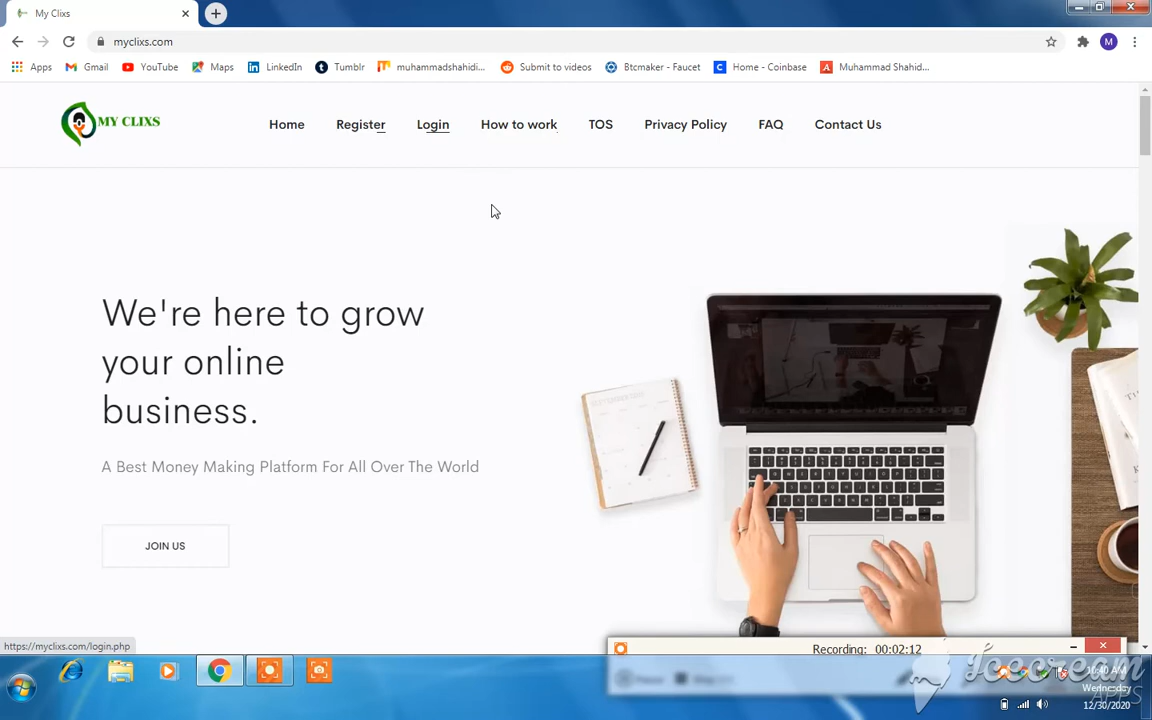 My Clixs
myclixs.com
M
Apps
Gmail
YouTube
Maps
LinkedIn
Tumblr
muhammadshahidi...
Submit to videos
Btcmaker - Faucet
Home - Coinbase
Muhammad Shahid...
MY CLIXS
Home
Register
Login
How to work
TOS
Privacy Policy
FAQ
Contact Us
We're here to grow
your online
business.
A Best Money Making Platform For All Over The World
JOIN US
https://myclixs.com/login.php
Recording: 00:02:12
Pause
Icecream
APPS
Wednesday
12/30/2020